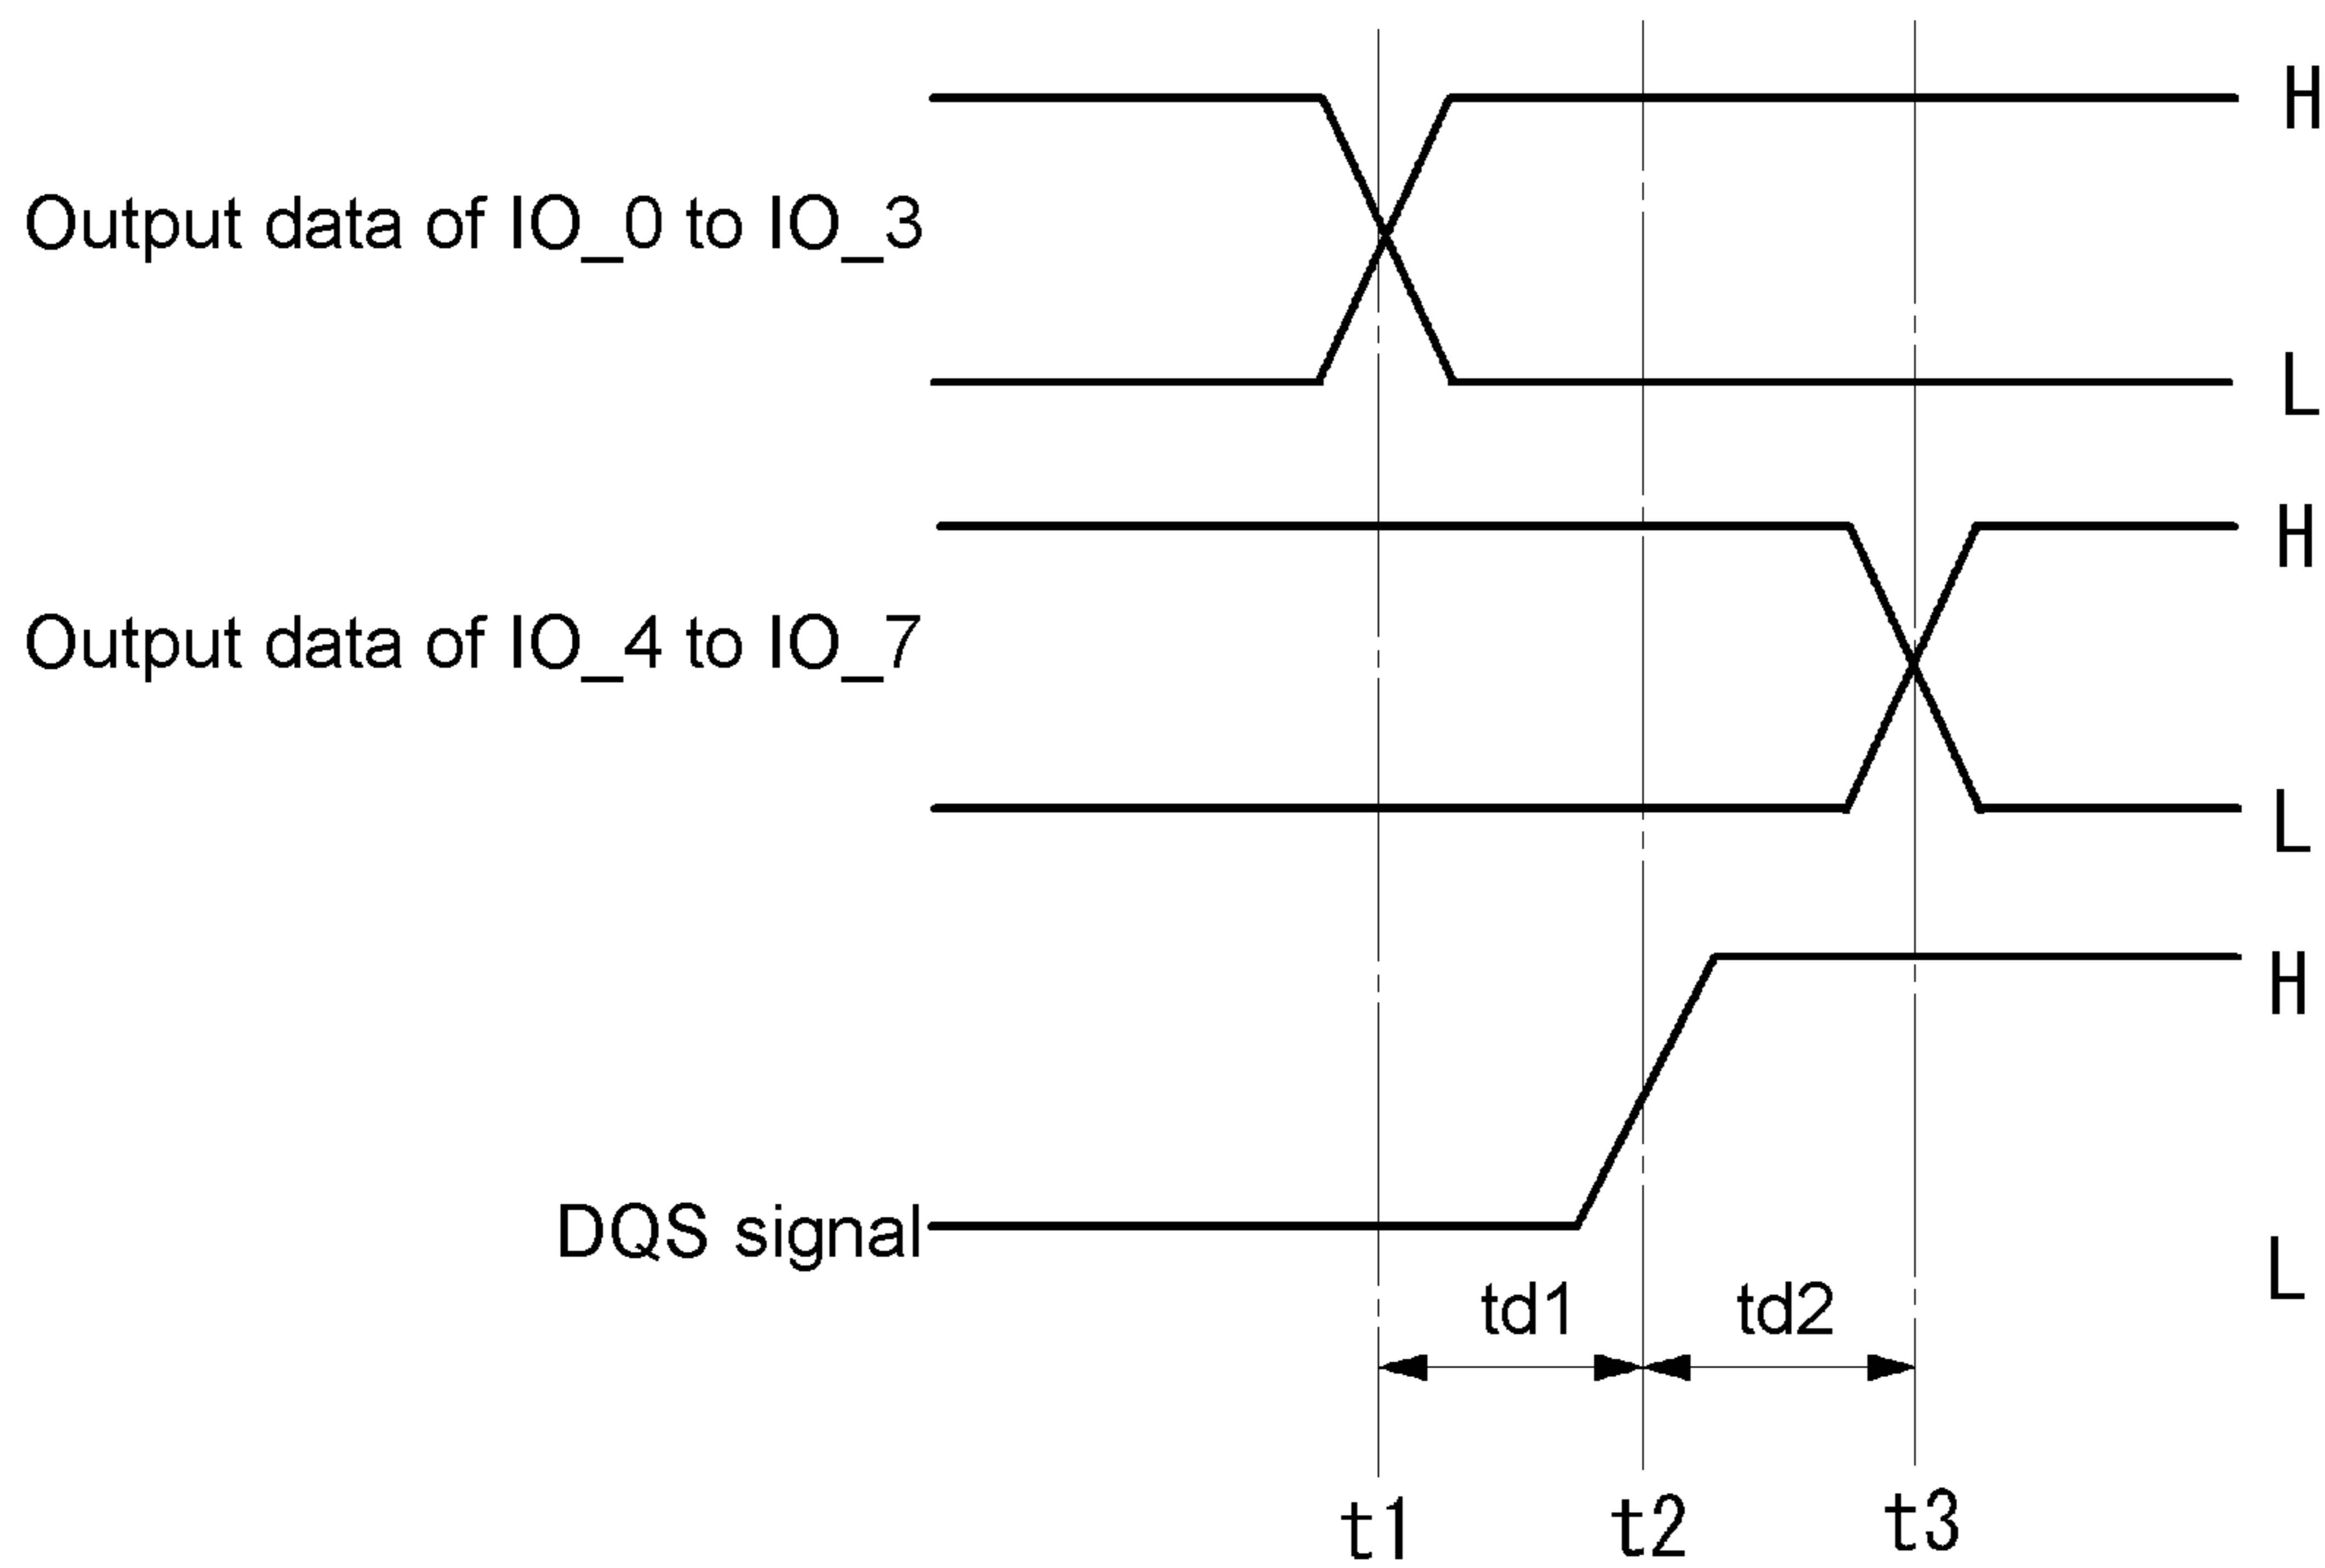 H
Output data of IO_0 to IO_3
L
H
Output data of IO_4 to IO_7
L
H
DQS signal
L
td1 td2
t1 t2 t3